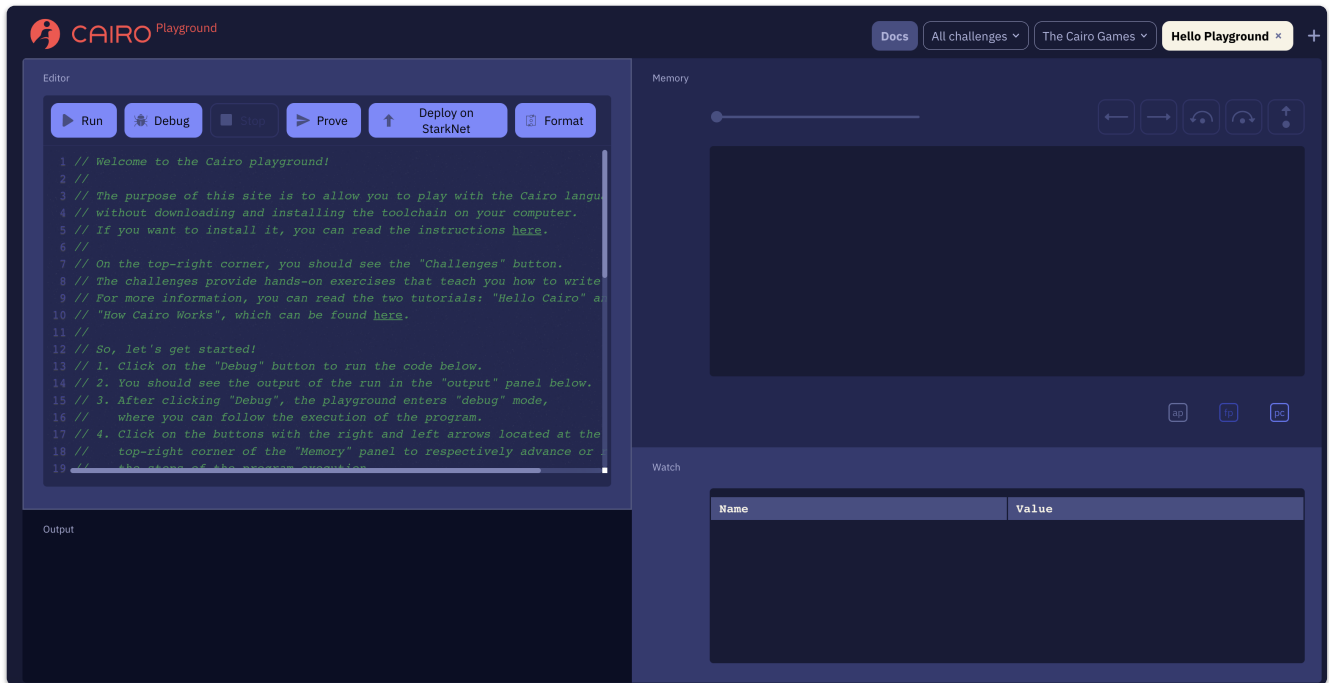 CAIRO Playground
Docs All challenges The Cairo Games Hello Playground × +
Editor
Run Debug Stop Prove Deploy on StarkNet Format
1 // Welcome to the Cairo playground!
2 //
3 // The purpose of this site is to allow you to play with the Cairo langu
4 // without downloading and installing the toolchain on your computer.
5 // If you want to install it, you can read the instructions here.
6 //
7 // On the top-right corner, you should see the "Challenges" button.
8 // The challenges provide hands-on exercises that teach you how to write
9 // For more information, you can read the two tutorials: "Hello Cairo" a
10 // "How Cairo Works", which can be found here.
11 //
12 // So, let's get started!
13 // 1. Click on the "Debug" button to run the code below.
14 // 2. You should see the output of the run in the "output" panel below.
15 // 3. After clicking "Debug", the playground enters "debug" mode,
16 // where you can follow the execution of the program.
17 // 4. Click on the buttons with the right and left arrows located at the
18 // top-right corner of the "Memory" panel to respectively advance or
19 // the steps of the program execution
Output
Memory
ap fp pc
Watch
Name Value